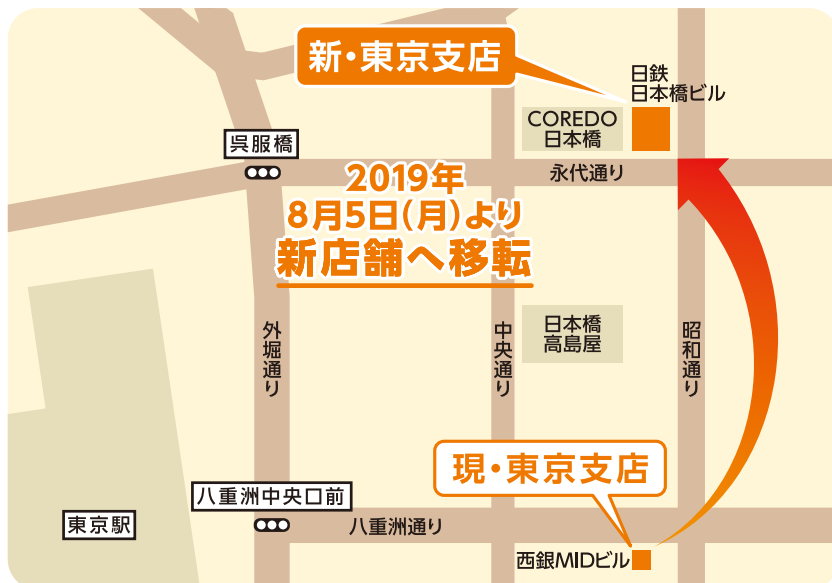 新・東京支店
日鉄
日本橋ビル
COREDO
日本橋
呉服橋
永代通り
2019年
8月5日(月)より
新店舗へ移転
外堀通り
中央通り
日本橋
高島屋
昭和通り
現・東京支店
八重洲中央口前
東京駅
八重洲通り
西銀MIDビル